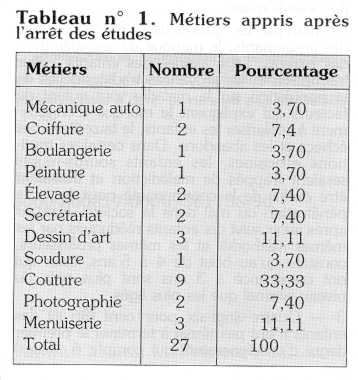 Tableau n° 1. Métiers appris après
l'arrêt des études
Métiers Nombre Pourcentage
Mécanique auto 1 3,70
Coiffure 2 7,4
Boulangerie 1 3,70
Peinture 1 3,70
Élevage 2 7,40
Secrétariat 2 7,40
Dessin d'art 3 11,11
Soudure 1 3,70
Couture 9 33,33
Photographie 2 7,40
Menuiserie 3 11,11
Total 27 100